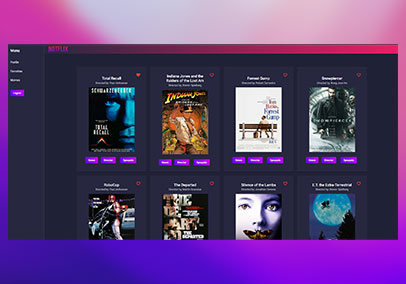 NOTFLIX
Menu
Profile
Favorites
Movies
Logout
Total Recall
Directed by Paul Verhoeven
SCHWARZENEGGER
TOTAL
RECALL
Genre
Director
Synopsis
Indiana Jones and the
Raiders of the Lost Ark
Directed by Steven Spielberg
INDIANA JONES
Genre
Director
Synopsis
Forrest Gump
Directed by Robert Zemeckis
Tom
Hanks
Forrest
Gump
Genre
Director
Synopsis
Snowpiercer
Directed by Bong Joon Ho
SNOWPIERCER
Genre
Director
Synopsis
RoboCop
Directed by Paul Verhoeven
The Departed
Directed by Martin Scorsese
THE DEPARTED
Silence of the Lambs
Directed by Jonathan Demme
E.T. the Extra-Terrestrial
Directed by Steven Spielberg